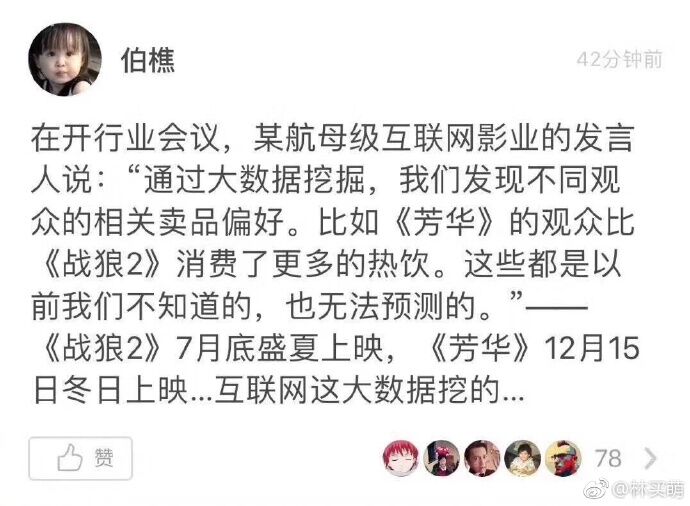 伯樵
42分钟前
在开行业会议，某航母级互联网影业的发言
人说：“通过大数据挖掘，我们发现不同观
众的相关卖品偏好。比如《芳华》的观众比
《战狼2》消费了更多的热饮。这些都是以
前我们不知道的，也无法预测的。”——
《战狼2》7月底盛夏上映，《芳华》12月15
日冬日上映...互联网这大数据挖的...
赞
78
@林买萌